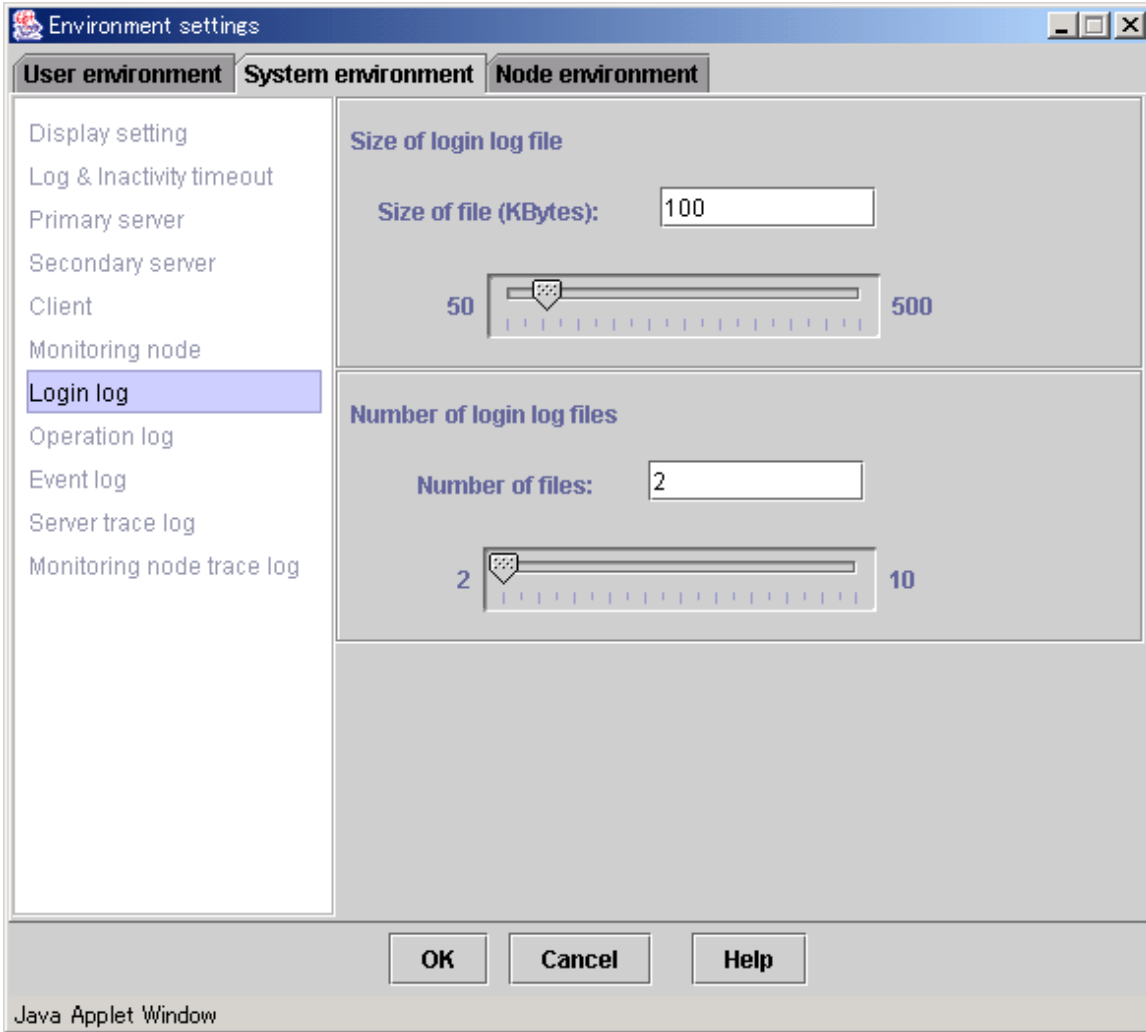 Environment settings
User environment System environment Node environment
Display setting
Log & Inactivity timeout
Primary server
Secondary server
Client
Monitoring node
Login log
Operation log
Event log
Server trace log
Monitoring node trace log
Size of login log file
Size of file (KBytes): 100
50 500
Number of login log files
Number of files: 2
2 10
OK Cancel Help
Java Applet Window